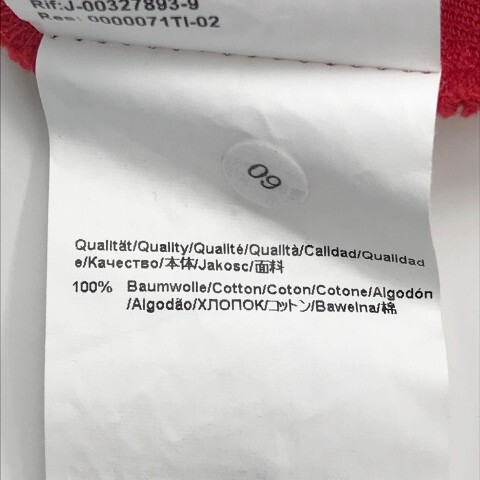 Rif:J-00327893-9
Res: 0000071TI-02
09
Qualität/Quality/Qualité/Qualità/Calidad/Qualidad
e/Качество/本体/Jakosc/面料
100% Baumwolle/Cotton/Coton/Cotone/Algodón
/Algodão/ХЛОПОК/コットン/Bawelna/棉